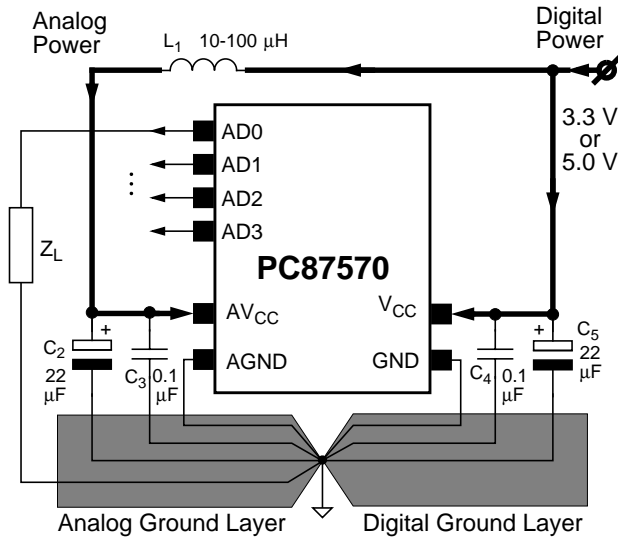 Analog
Power
L1 10-100 μH
Digital
Power
3.3 V
or
5.0 V
AD0
AD1
AD2
AD3
ZL
PC87570
AVCC
VCC
AGND
GND
C2
22
μF
+
C3 0.1
μF
C4 0.1
μF
+
C5
22
μF
Analog Ground Layer
Digital Ground Layer